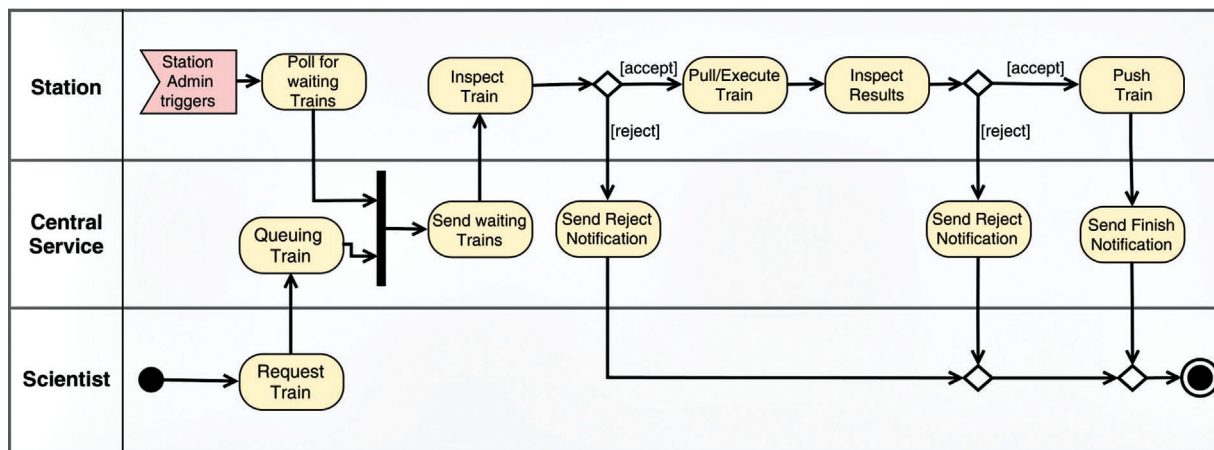 Station
Station
Admin
triggers
Poll for
waiting
Trains
Inspect
Train
[accept]
[reject]
Pull/Execute
Train
Inspect
Results
[accept]
[reject]
Push
Train
Central
Service
Queuing
Train
Send waiting
Trains
Send Reject
Notification
Send Reject
Notification
Send Finish
Notification
Scientist
Request
Train